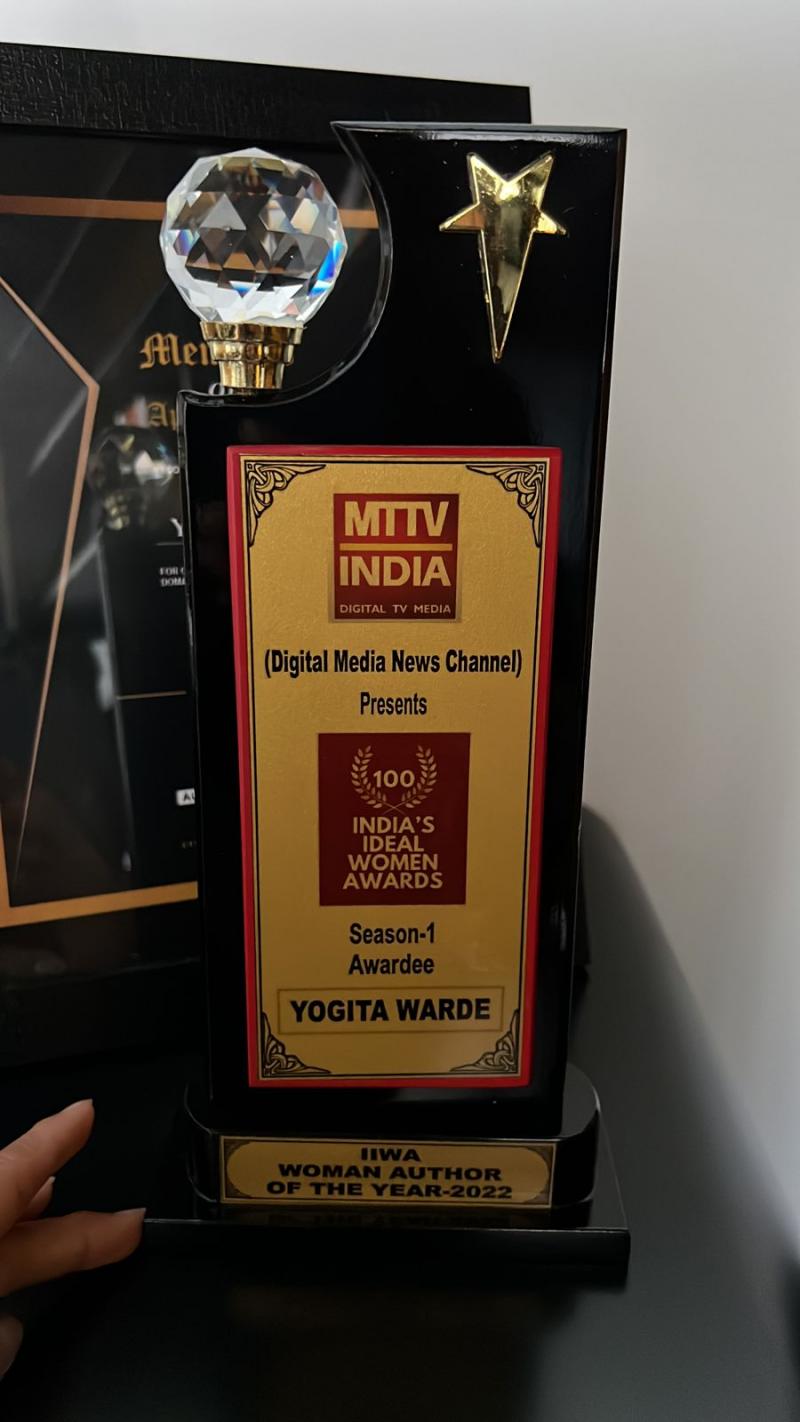 MTTV
INDIA
DIGITAL TV MEDIA
(Digital Media News Channel)
Presents
100
INDIA'S
IDEAL
WOMEN
AWARDS
Season-1
Awardee
YOGITA WARDE
IIWA
WOMAN AUTHOR
OF THE YEAR-2022